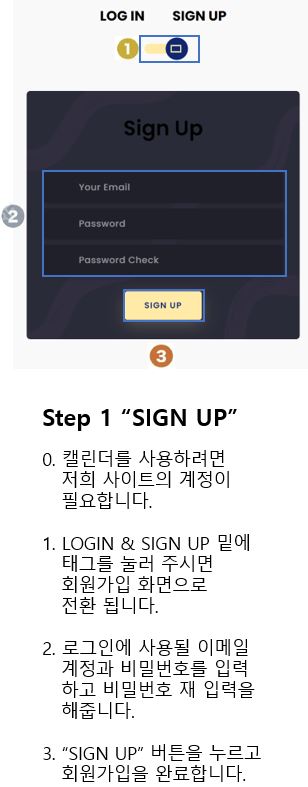 LOG IN SIGN UP
1
Sign Up
2
Your Email
Password
Password Check
SIGN UP
3
Step 1 “SIGN UP”
0. 캘린더를 사용하려면
저희 사이트의 계정이
필요합니다.
1. LOGIN & SIGN UP 밑에
태그를 눌러 주시면
회원가입 화면으로
전환 됩니다.
2. 로그인에 사용될 이메일
계정과 비밀번호를 입력
하고 비밀번호 재 입력을
해줍니다.
3. “SIGN UP” 버튼을 누르고
회원가입을 완료합니다.